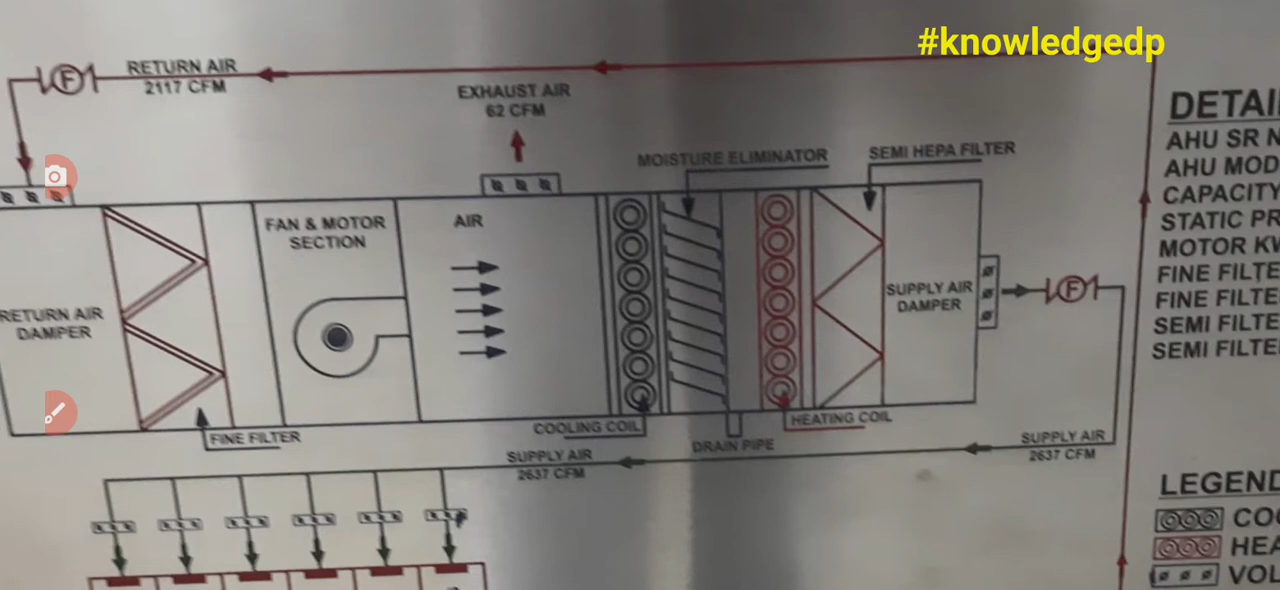 #knowledgedp
RETURN AIR
2117 CFM
EXHAUST AIR
62 CFM
MOISTURE ELIMINATOR
SEMI HEPA FILTER
FAN & MOTOR
SECTION
AIR
RETURN AIR
DAMPER
SUPPLY AIR
DAMPER
FINE FILTER
COOLING COIL
DRAIN PIPE
HEATING COIL
SUPPLY AIR
2637 CFM
SUPPLY AIR
2637 CFM
F
F
DETAI
AHU SR N
AHU MOD
CAPACITY
STATIC PR
MOTOR KW
FINE FILTE
FINE FILTE
SEMI FILTE
SEMI FILTE
LEGEND
COO
HEA
VOL